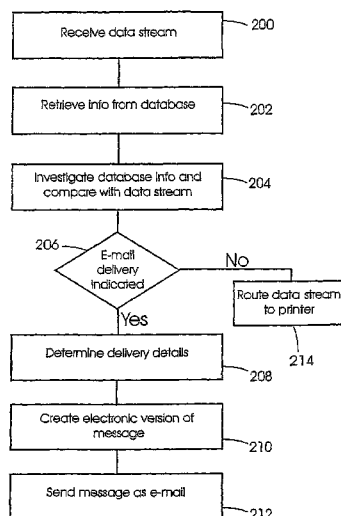 Receive data stream
200
Retrieve info from database
202
Investigate database info and
compare with data stream
204
206
E-mail
delivery
indicated
No
Route data stream
to printer
214
Yes
Determine delivery details
208
Create electronic version of
message
210
Send message as e-mail
212